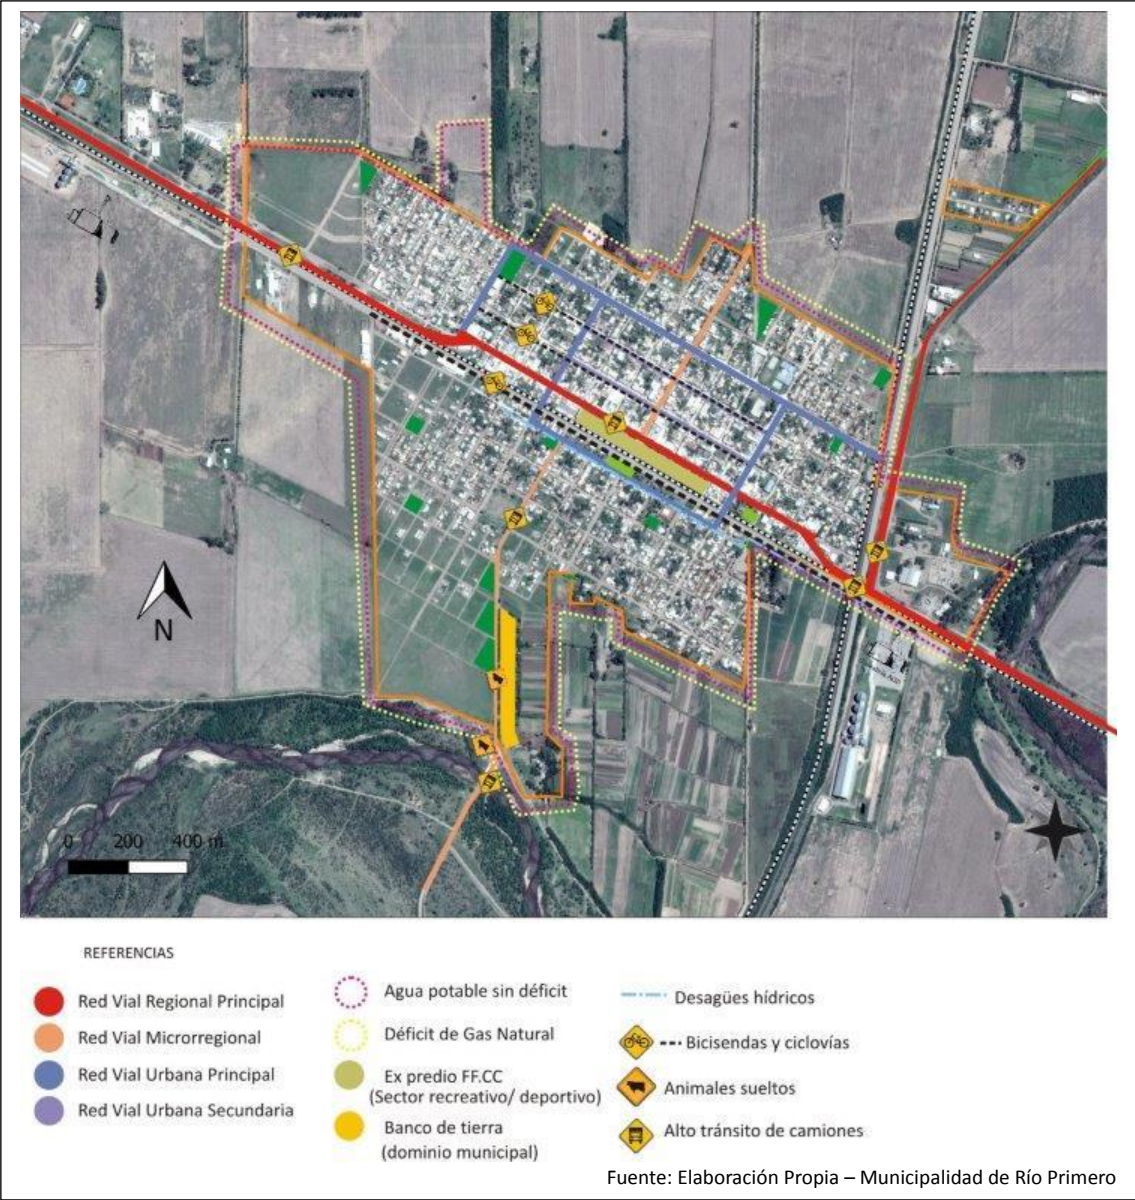 N
0 200 400 m
REFERENCIAS
Red Vial Regional Principal
Red Vial Microrregional
Red Vial Urbana Principal
Red Vial Urbana Secundaria
Agua potable sin déficit
Déficit de Gas Natural
Ex predio FF.CC
(Sector recreativo/ deportivo)
Banco de tierra
(dominio municipal)
Desagües hídricos
Bicisendas y ciclovías
Animales sueltos
Alto tránsito de camiones
Fuente: Elaboración Propia – Municipalidad de Río Primero